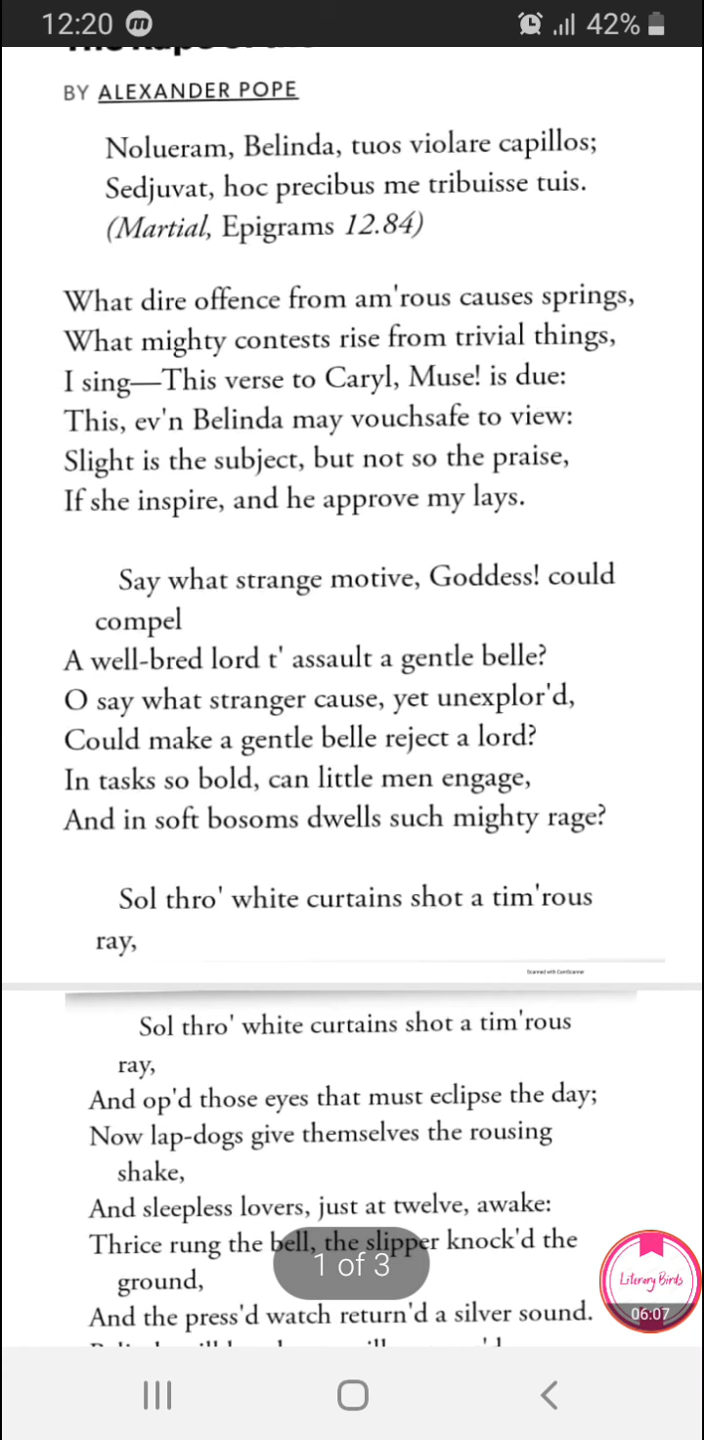 12:20 m 42%
BY ALEXANDER POPE
Nolueram, Belinda, tuos violare capillos;
Sedjuvat, hoc precibus me tribuisse tuis.
(Martial, Epigrams 12.84)
What dire offence from am'rous causes springs,
What mighty contests rise from trivial things,
I sing—This verse to Caryl, Muse! is due:
This, ev'n Belinda may vouchsafe to view:
Slight is the subject, but not so the praise,
If she inspire, and he approve my lays.
Say what strange motive, Goddess! could
compel
A well-bred lord t' assault a gentle belle?
O say what stranger cause, yet unexplor'd,
Could make a gentle belle reject a lord?
In tasks so bold, can little men engage,
And in soft bosoms dwells such mighty rage?
Sol thro' white curtains shot a tim'rous
ray,
Scanned with CamScanner
Sol thro' white curtains shot a tim'rous
ray,
And op'd those eyes that must eclipse the day;
Now lap-dogs give themselves the rousing
shake,
And sleepless lovers, just at twelve, awake:
Thrice rung the bell, the slipper knock'd the
ground,
1 of 3
And the press'd watch return'd a silver sound.
Literary Birds
06:07